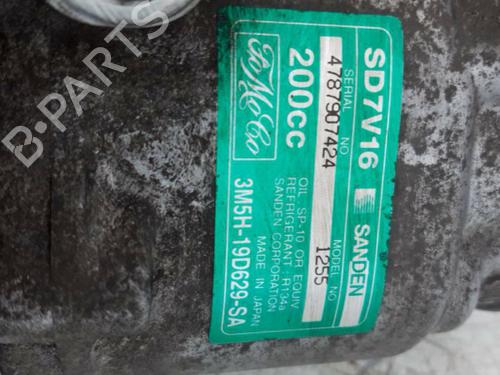 SD7V16 SANDEN
SERIAL NO MODEL NO
47877907424 1255
FoMoCo
200cc
OIL SP-10 OR EQUIV
REFRIGERANT: R134a
SANDEN CORPORATION
MADE IN JAPAN
3M5H-19D629-SA
B-PARTS